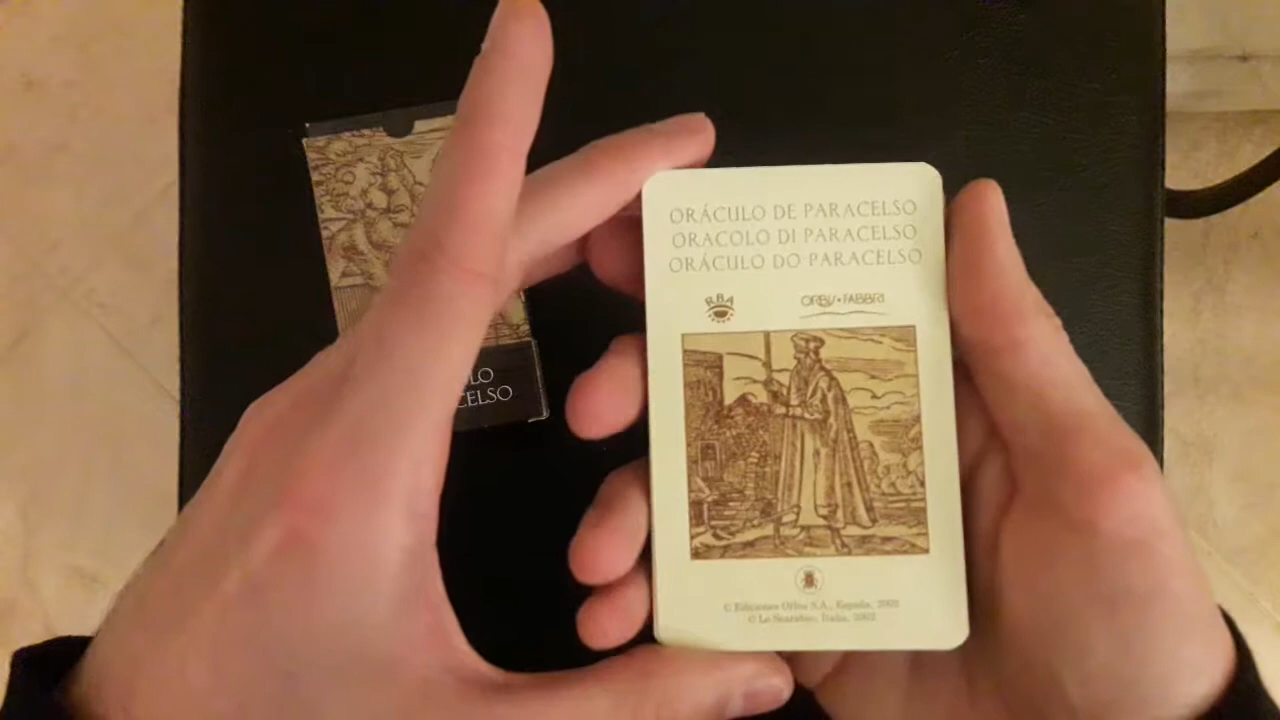 ORÁCULO DE PARACELSO
ORACOLO DI PARACELSO
ORÁCULO DO PARACELSO
RBA
ORBIS•FABBRI
© Ediciones Orbis S.A., España, 2002
© Lo Scarabeo, Italia, 2002
LO
CELSO